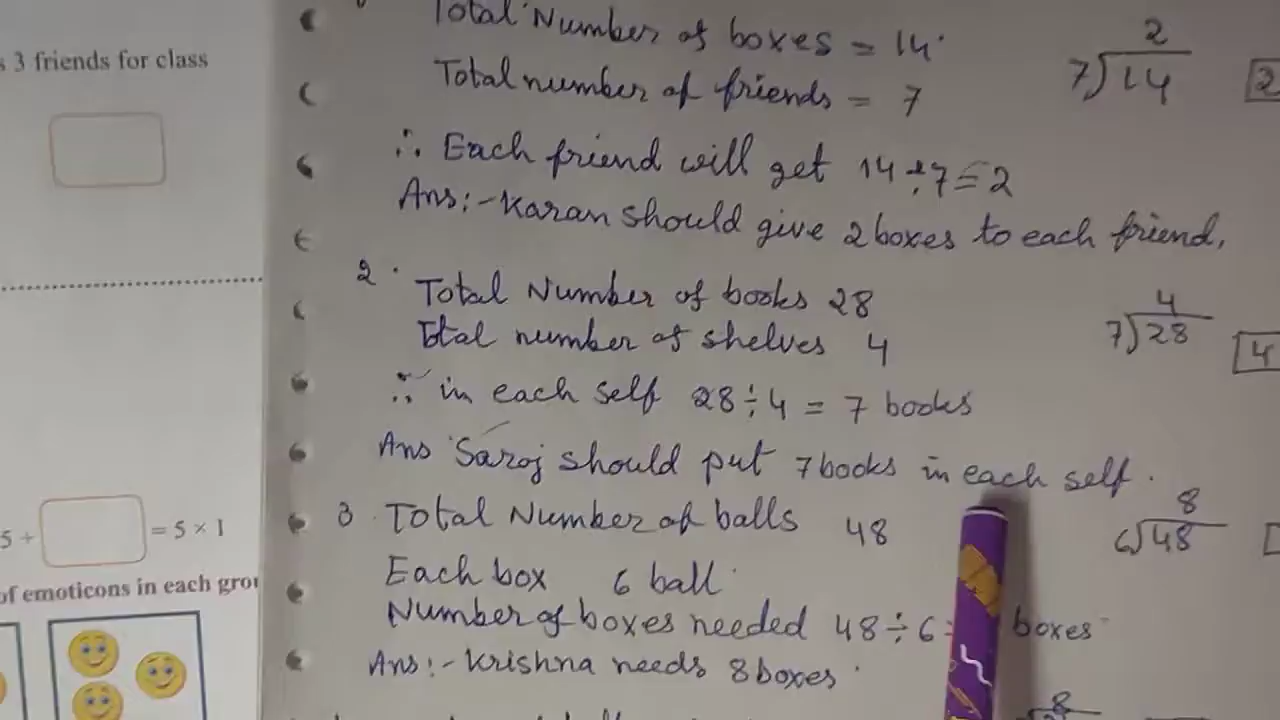 s 3 friends for class
5 ÷ = 5 × 1
of emoticons in each grou
Total Number of boxes = 14
Total number of friends = 7
2
7)14
2
∴ Each friend will get 14 ÷ 7 = 2
Ans:- Karan should give 2 boxes to each friend.
2. Total Number of books 28
Total number of shelves 4
4
7)28
4
∴ in each self 28 ÷ 4 = 7 books
Ans Saroj should put 7 books in each self.
3. Total Number of balls 48
8
6)48
Each box 6 ball
Number of boxes needed 48 ÷ 6 = boxes
Ans:- Krishna needs 8 boxes
8